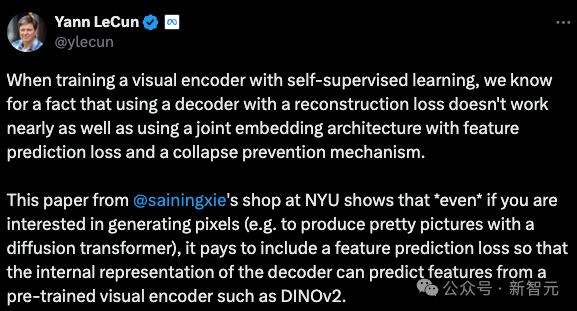 Yann LeCun
@ylecun
When training a visual encoder with self-supervised learning, we know
for a fact that using a decoder with a reconstruction loss doesn't work
nearly as well as using a joint embedding architecture with feature
prediction loss and a collapse prevention mechanism.
This paper from @sainingxie's shop at NYU shows that *even* if you are
interested in generating pixels (e.g. to produce pretty pictures with a
diffusion transformer), it pays to include a feature prediction loss so that
the internal representation of the decoder can predict features from a
pre-trained visual encoder such as DINOv2.
公众号·新智元